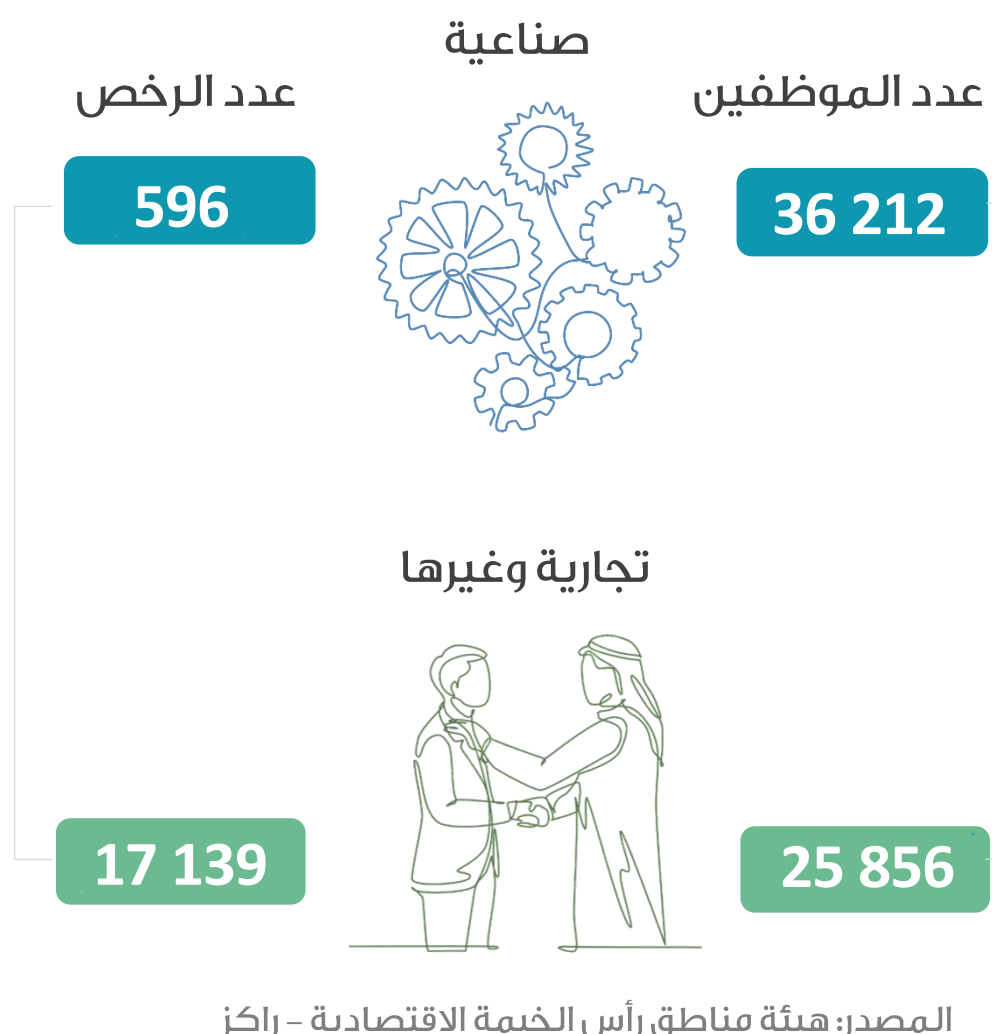 صناعية
عدد الموظفين
عدد الرخص
36 212
596
تجارية وغيرها
25 856
17 139
المصدر: هيئة مناطق رأس الخيمة الاقتصادية – راكز